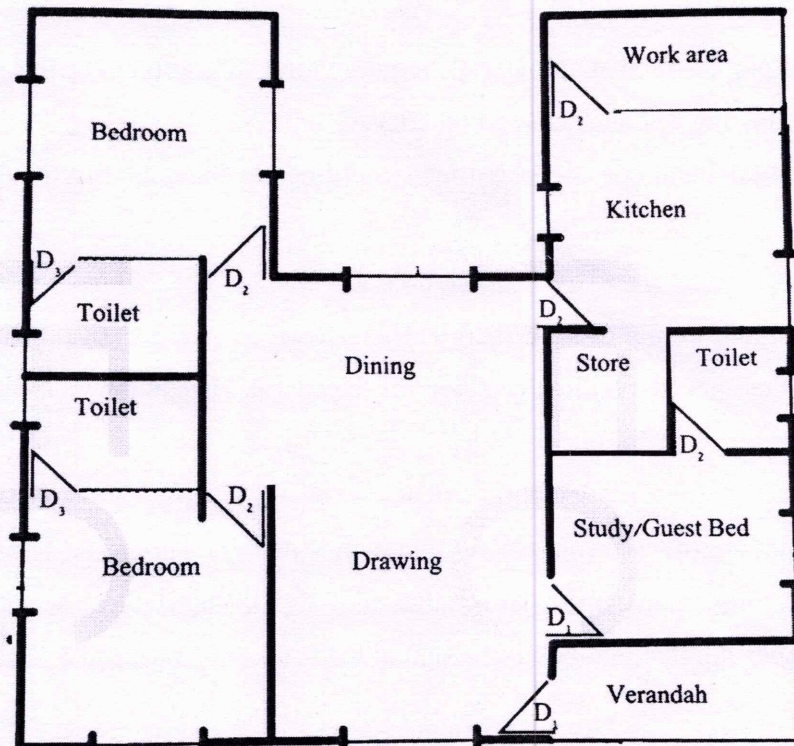 Work area
D2
Bedroom
Kitchen
D3
D2
Toilet
D2
Dining
Store
Toilet
Toilet
D2
D3
D2
Study/Guest Bed
Bedroom
Drawing
D1
Verandah
D1